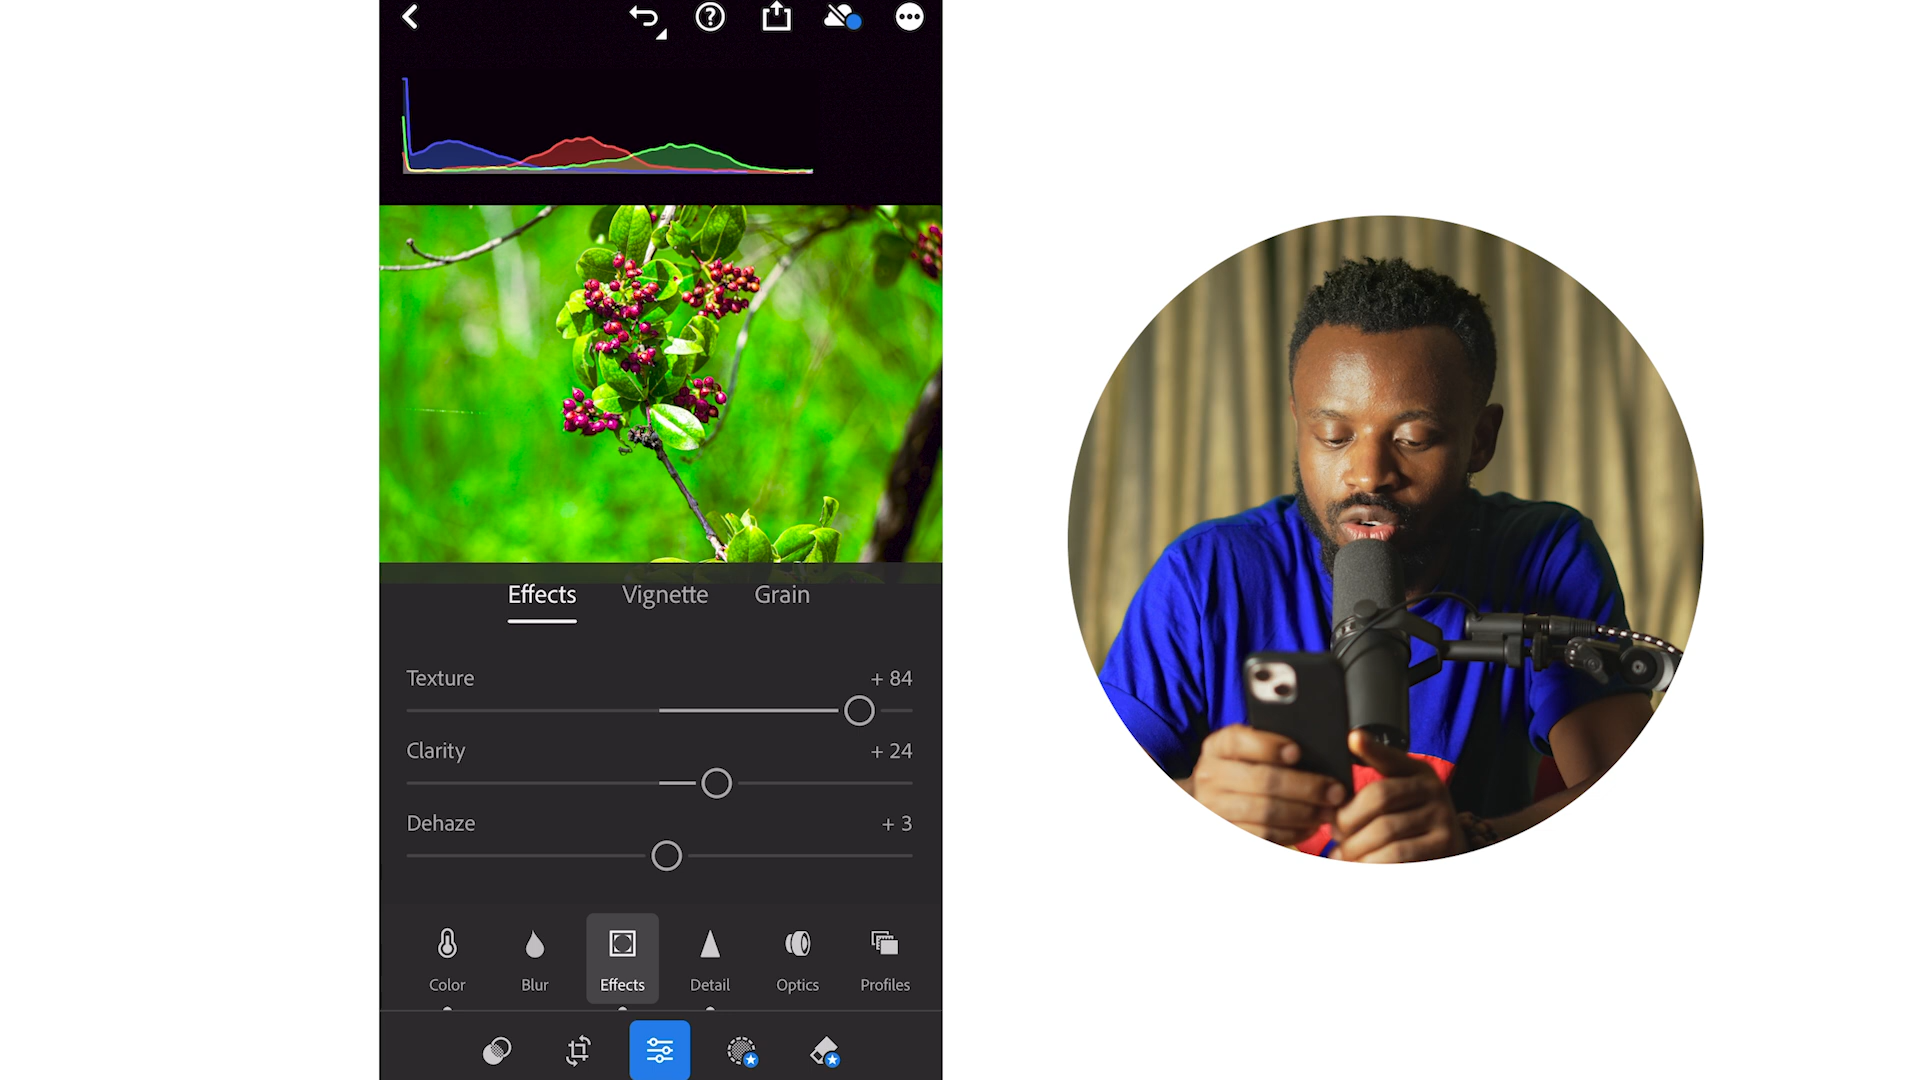 Effects Vignette Grain
Texture + 84
Clarity + 24
Dehaze + 3
Color Blur Effects Detail Optics Profiles